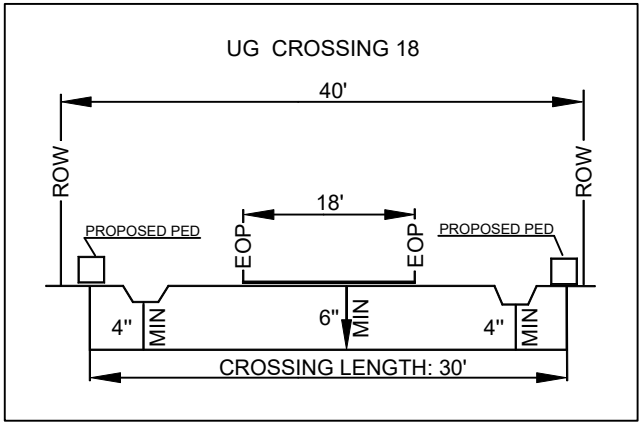 UG CROSSING 18
40'
ROW
ROW
18'
PROPOSED PED
EOP
EOP
PROPOSED PED
4"
MIN
6"
MIN
4"
MIN
CROSSING LENGTH: 30'